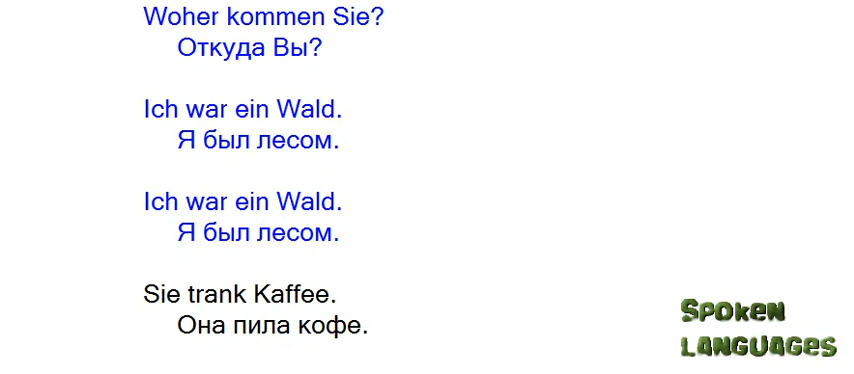 Woher kommen Sie?
Откуда Вы?
Ich war ein Wald.
Я был лесом.
Ich war ein Wald.
Я был лесом.
Sie trank Kaffee.
Она пила кофе.
Spoken
Languages